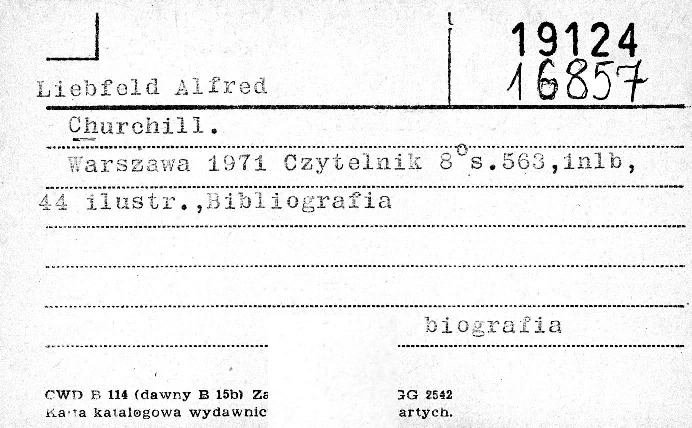 19124
16857
Liebfeld Alfred
Churchill.
Warszawa 1971 Czytelnik 8° s.563,1nlb,
44 ilustr.,Bibliografia
biografia
CWD B 114 (dawny B 15b) Za GG 2542
Karta katalogowa wydawnic artych.